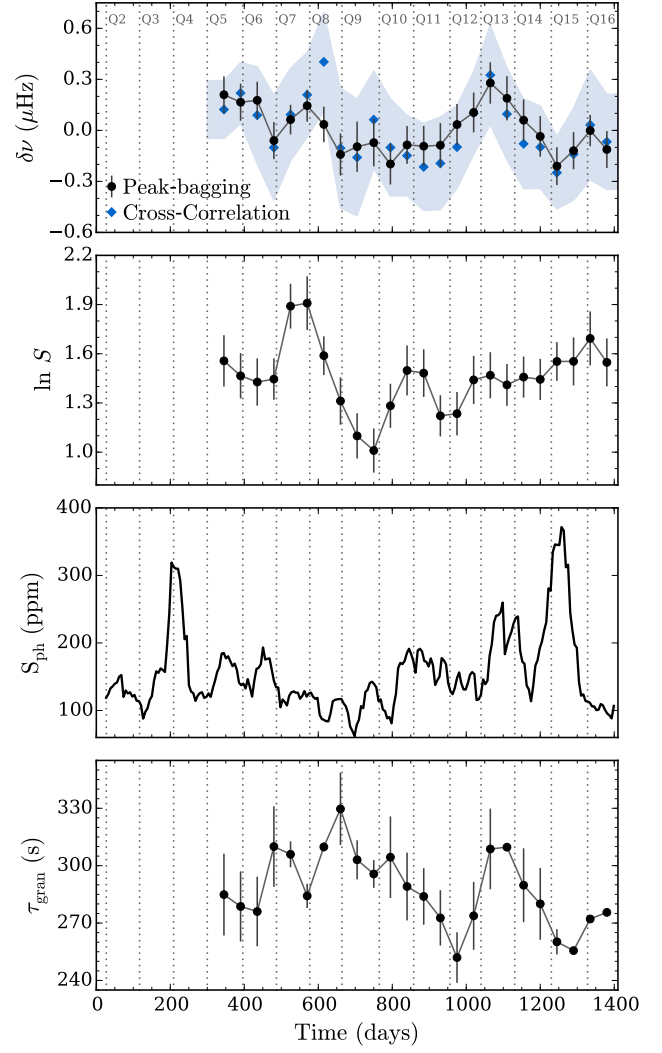 Q2 Q3 Q4 Q5 Q6 Q7 Q8 Q9 Q10 Q11 Q12 Q13 Q14 Q15 Q16
0.6
0.3
0.0
−0.3
−0.6
δν (μHz)
Peak-bagging
Cross-Correlation
2.2
1.9
1.6
1.3
1.0
ln S
400
300
200
100
S_ph (ppm)
330
300
270
240
τ_gran (s)
0 200 400 600 800 1000 1200 1400
Time (days)